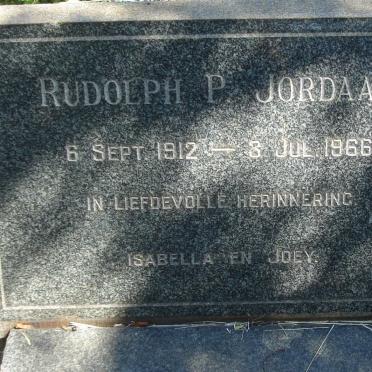 RUDOLPH P JORDAA
6 SEPT. 1912 — 3 JUL. 1966
IN LIEFDEVOLLE HERINNERING
ISABELLA EN JOEY.